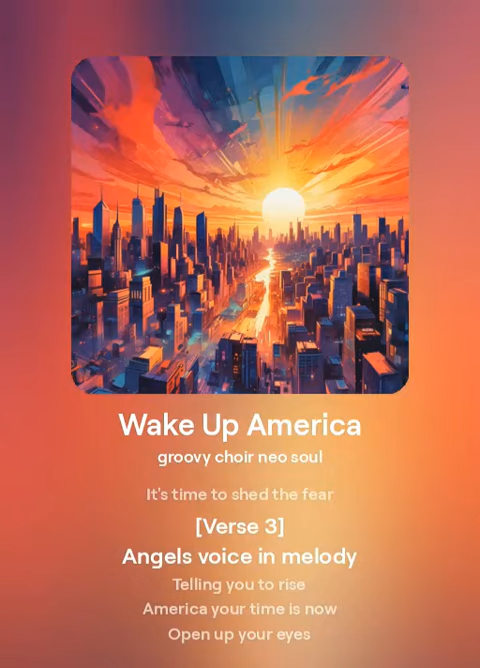 Wake Up America
groovy choir neo soul
It's time to shed the fear
[Verse 3]
Angels voice in melody
Telling you to rise
America your time is now
Open up your eyes